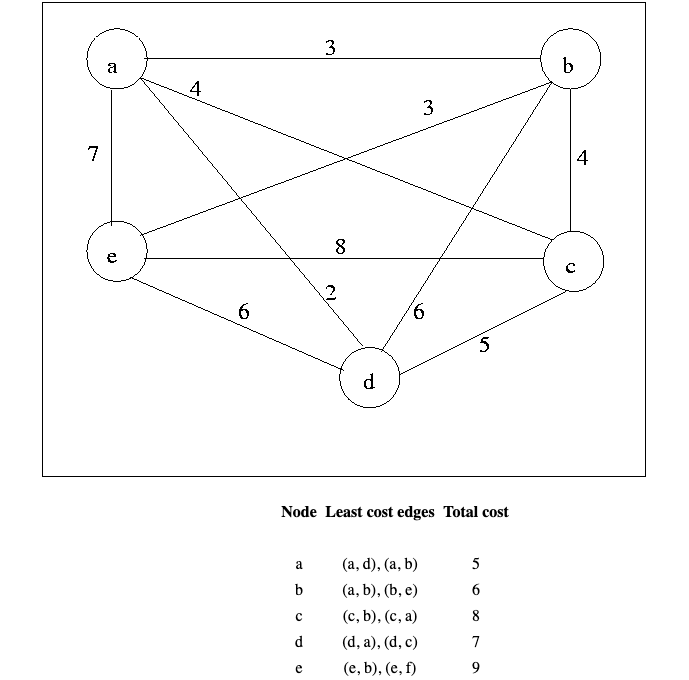 a 3 b
4
3
7
4
e 8 c
2
6 6
5
d
Node Least cost edges Total cost
a (a, d), (a, b) 5
b (a, b), (b, e) 6
c (c, b), (c, a) 8
d (d, a), (d, c) 7
e (e, b), (e, f) 9